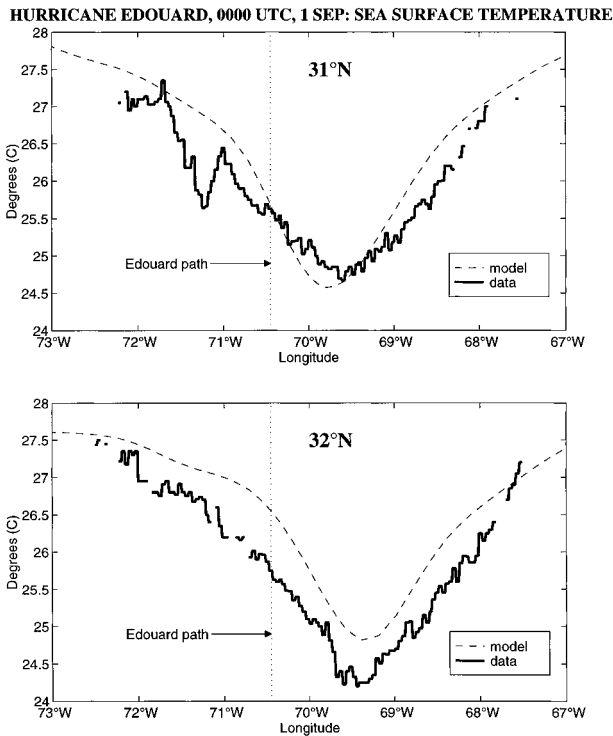 HURRICANE EDOUARD, 0000 UTC, 1 SEP: SEA SURFACE TEMPERATURE
28
27.5
27
26.5
26
25.5
25
24.5
24
Degrees (C)
31°N
Edouard path
model
data
73°W 72°W 71°W 70°W 69°W 68°W 67°W
Longitude
28
27.5
27
26.5
26
25.5
25
24.5
24
Degrees (C)
32°N
Edouard path
model
data
73°W 72°W 71°W 70°W 69°W 68°W 67°W
Longitude